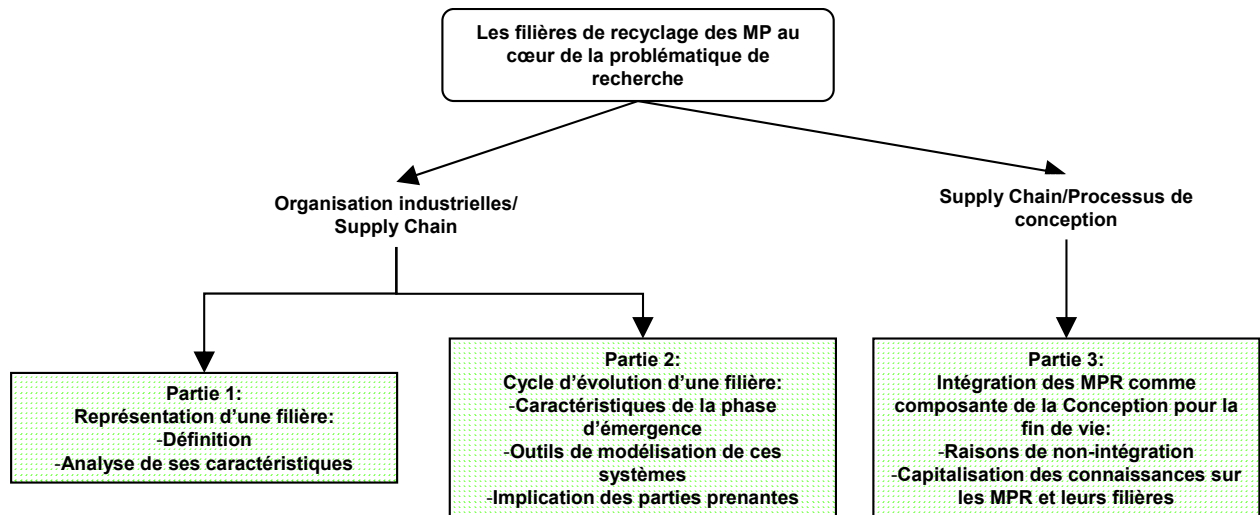 Les filières de recyclage des MP au
cœur de la problématique de
recherche
Organisation industrielles/
Supply Chain
Supply Chain/Processus de
conception
Partie 1:
Représentation d’une filière:
-Définition
-Analyse de ses caractéristiques
Partie 2:
Cycle d’évolution d’une filière:
-Caractéristiques de la phase
d’émergence
-Outils de modélisation de ces
systèmes
-Implication des parties prenantes
Partie 3:
Intégration des MPR comme
composante de la Conception pour la
fin de vie:
-Raisons de non-intégration
-Capitalisation des connaissances sur
les MPR et leurs filières